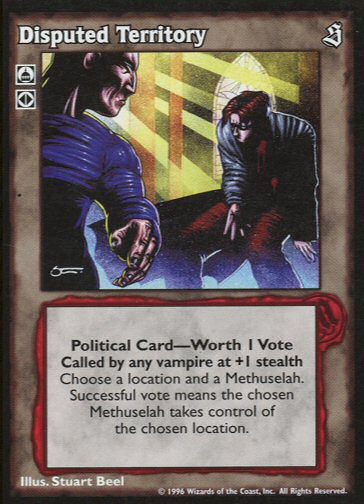 Disputed Territory
Political Card—Worth 1 Vote
Called by any vampire at +1 stealth
Choose a location and a Methuselah.
Successful vote means the chosen
Methuselah takes control of
the chosen location.
Illus. Stuart Beel
© 1996 Wizards of the Coast, Inc. All Rights Reserved.